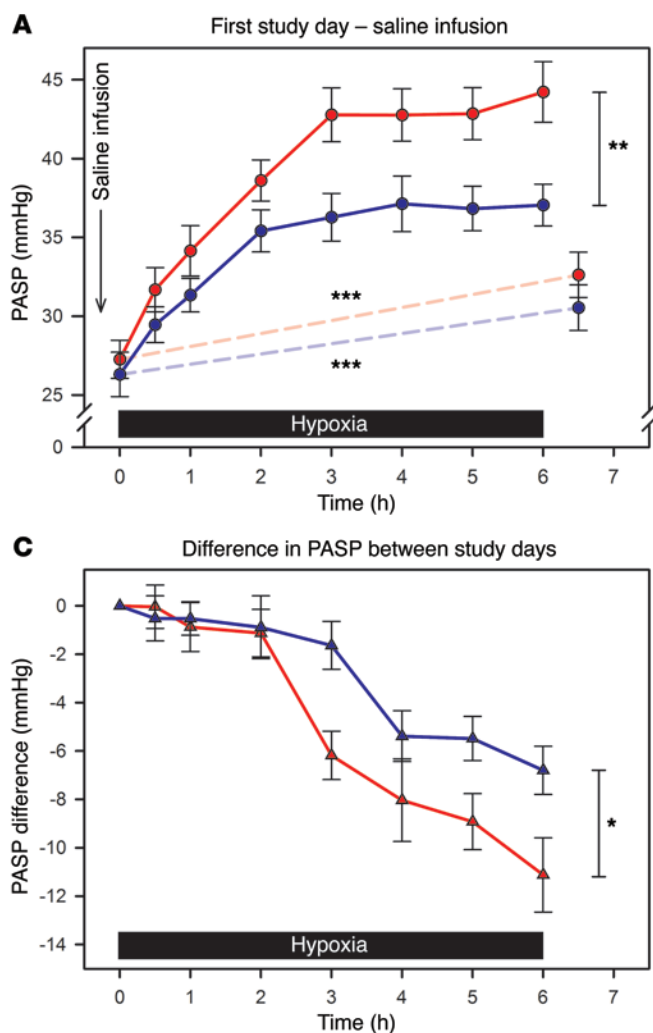 A First study day – saline infusion
45
40
35
30
25
0
PASP (mmHg)
Saline infusion
**
***
***
Hypoxia
0 1 2 3 4 5 6 7
Time (h)
C Difference in PASP between study days
0
-2
-4
-6
-8
-10
-12
-14
PASP difference (mmHg)
*
Hypoxia
0 1 2 3 4 5 6 7
Time (h)